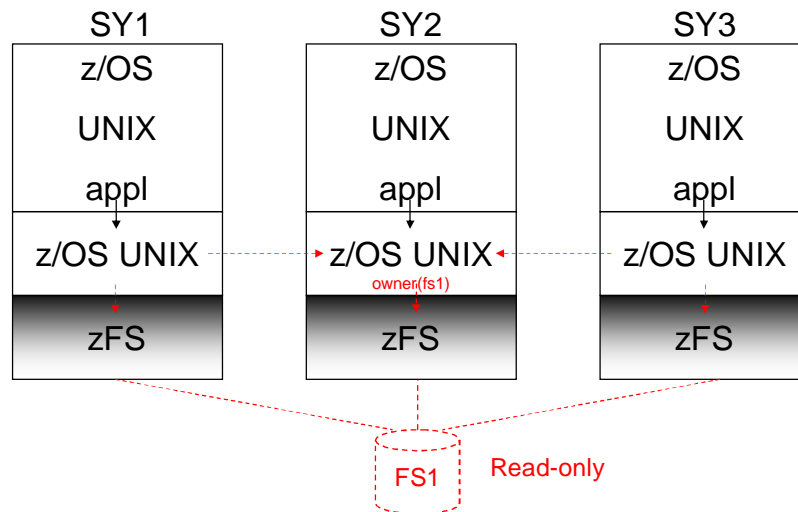 SY1 SY2 SY3
z/OS z/OS z/OS
UNIX UNIX UNIX
appl appl appl
z/OS UNIX z/OS UNIX z/OS UNIX
owner(fs1)
zFS zFS zFS
FS1 Read-only